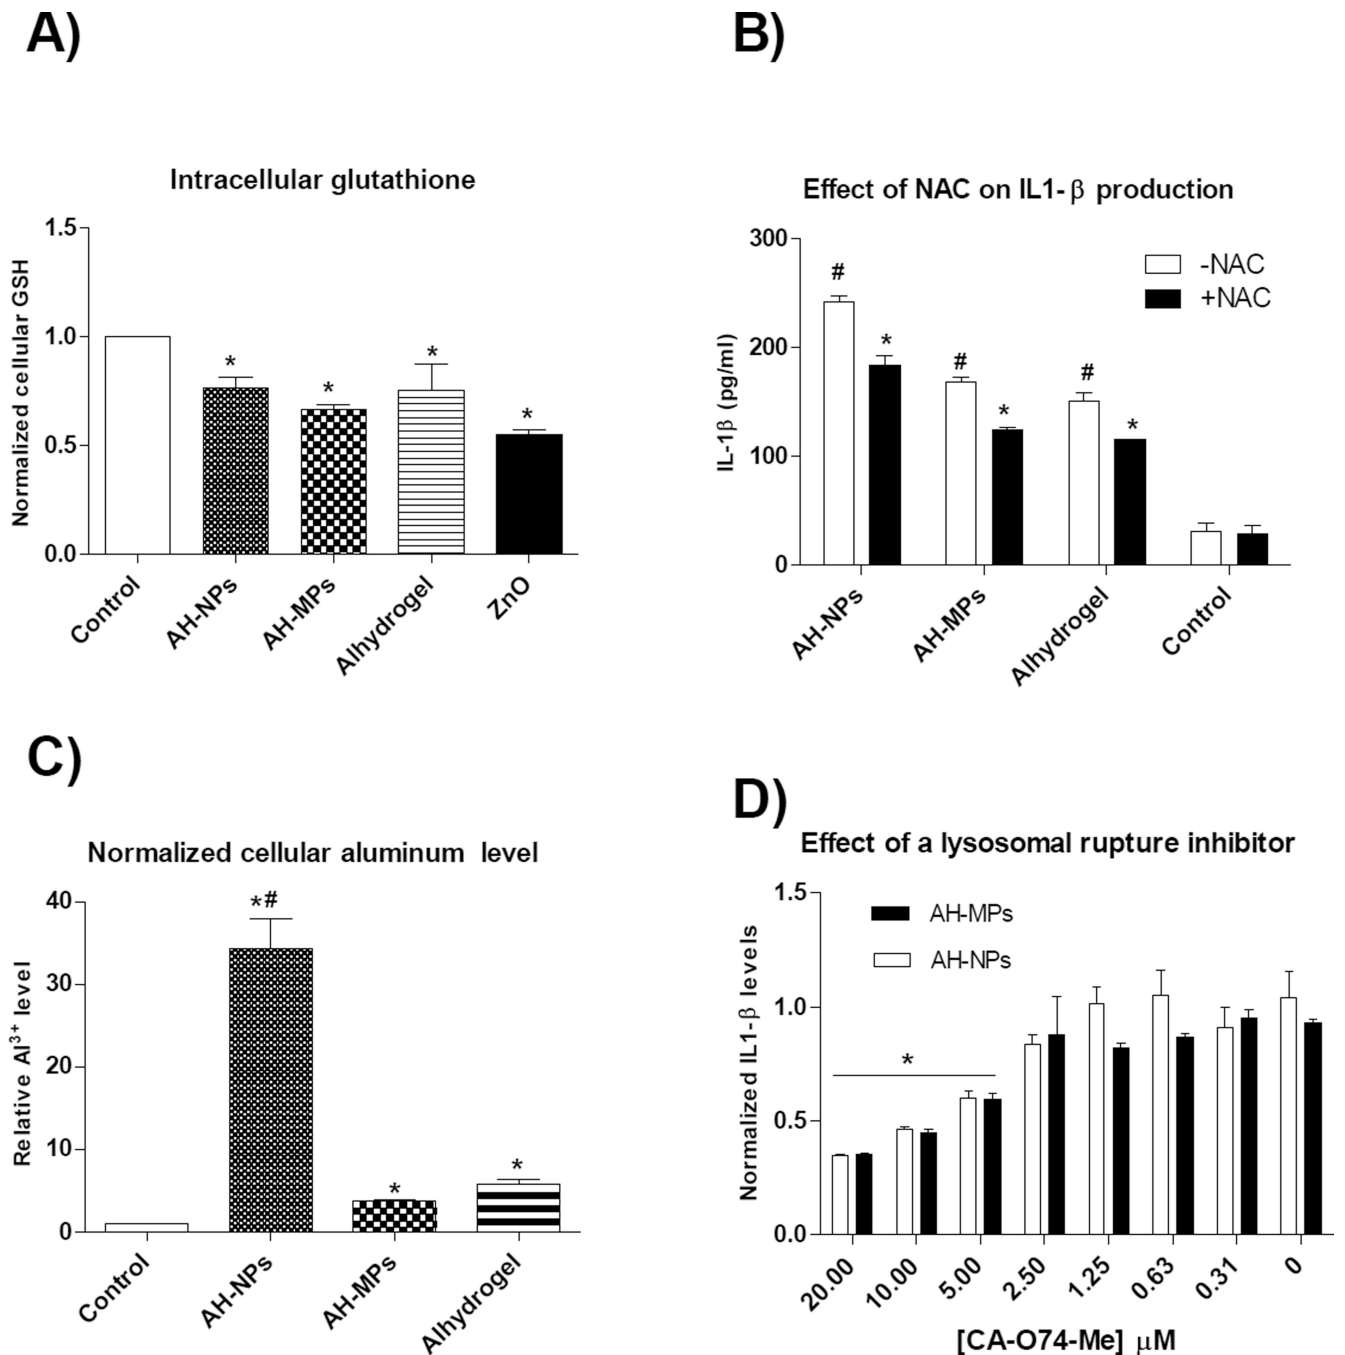 A)
Intracellular glutathione
Normalized cellular GSH
1.5
1.0
0.5
0.0
*
*
*
*
Control
AH-NPs
AH-MPs
Alhydrogel
ZnO
B)
Effect of NAC on IL1-β production
IL-1β (pg/ml)
300
200
100
0
-NAC
+NAC
#
*
#
*
#
*
AH-NPs
AH-MPs
Alhydrogel
Control
C)
Normalized cellular aluminum level
Relative Al³⁺ level
40
30
20
10
0
*#
*
*
Control
AH-NPs
AH-MPs
Alhydrogel
D)
Effect of a lysosomal rupture inhibitor
Normalized IL1-β levels
1.5
1.0
0.5
0.0
AH-MPs
AH-NPs
*
20.00
10.00
5.00
2.50
1.25
0.63
0.31
0
[CA-O74-Me] μM